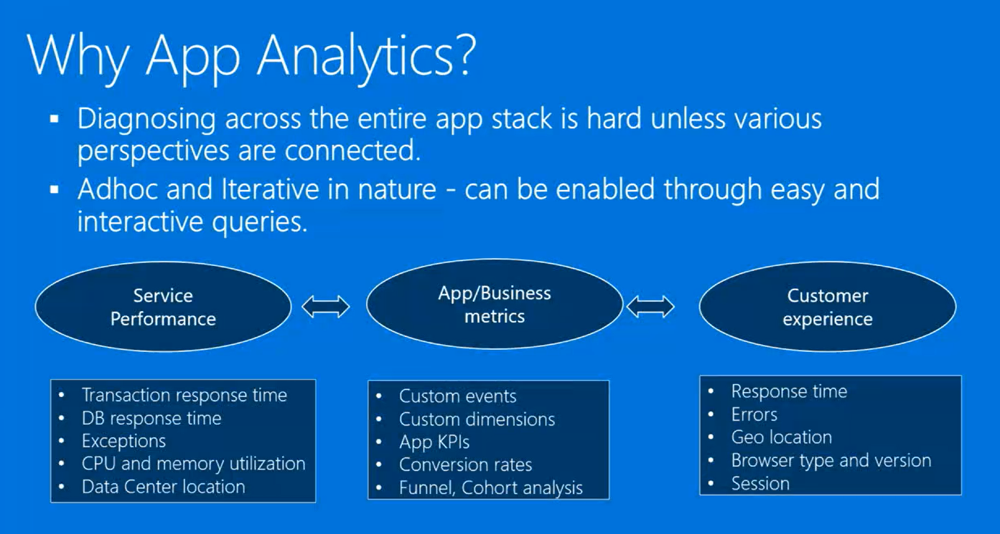 Why App Analytics?
▪ Diagnosing across the entire app stack is hard unless various
perspectives are connected.
▪ Adhoc and Iterative in nature - can be enabled through easy and
interactive queries.
Service
Performance
App/Business
metrics
Customer
experience
• Transaction response time
• DB response time
• Exceptions
• CPU and memory utilization
• Data Center location
• Custom events
• Custom dimensions
• App KPIs
• Conversion rates
• Funnel, Cohort analysis
• Response time
• Errors
• Geo location
• Browser type and version
• Session